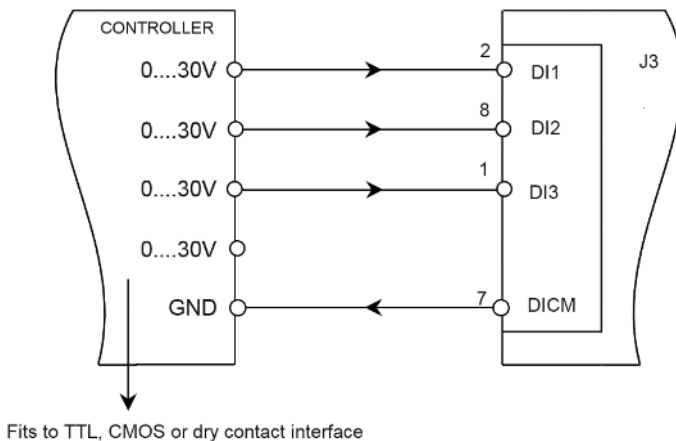 CONTROLLER
J3
0....30V 2 DI1
0....30V 8 DI2
0....30V 1 DI3
0....30V
GND 7 DICM
Fits to TTL, CMOS or dry contact interface